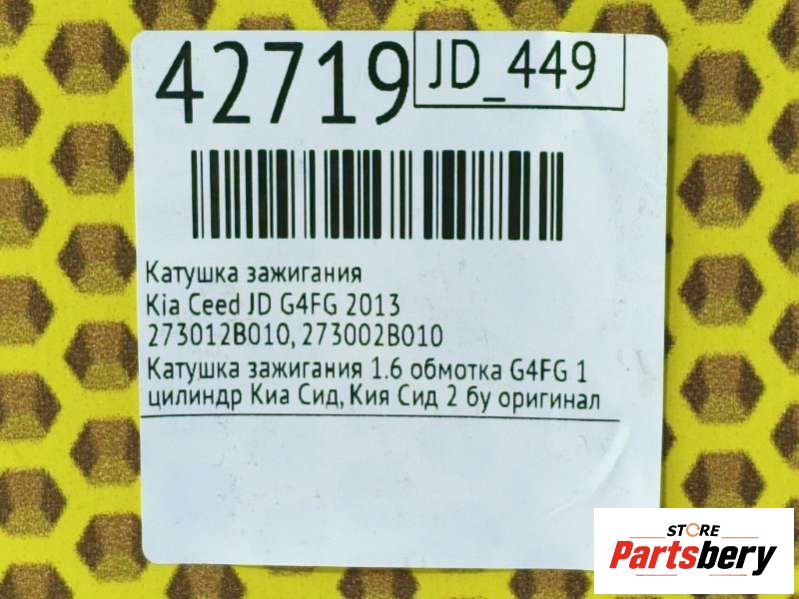 42719
JD_449
Катушка зажигания
Kia Ceed JD G4FG 2013
273012B010, 273002B010
Катушка зажигания 1.6 обмотка G4FG 1
цилиндр Киа Сид, Кия Сид 2 бу оригинал
STORE
Partsbery